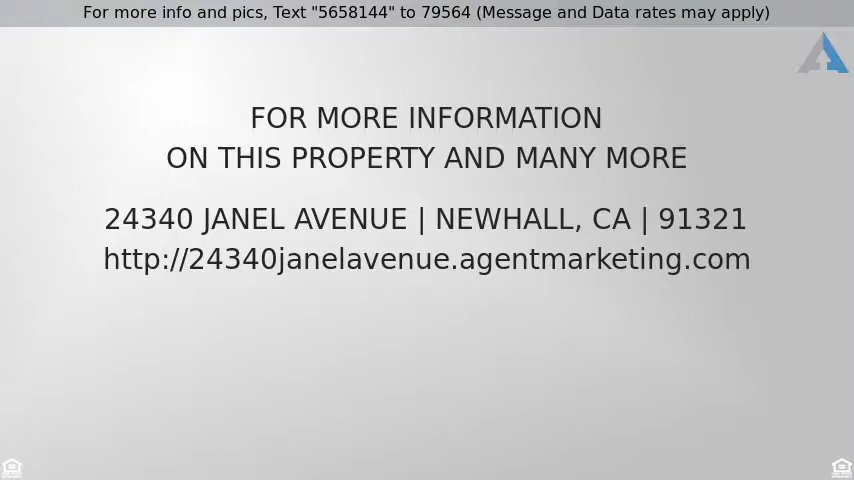 For more info and pics, Text "5658144" to 79564 (Message and Data rates may apply)
FOR MORE INFORMATION
ON THIS PROPERTY AND MANY MORE
24340 JANEL AVENUE | NEWHALL, CA | 91321
http://24340janelavenue.agentmarketing.com